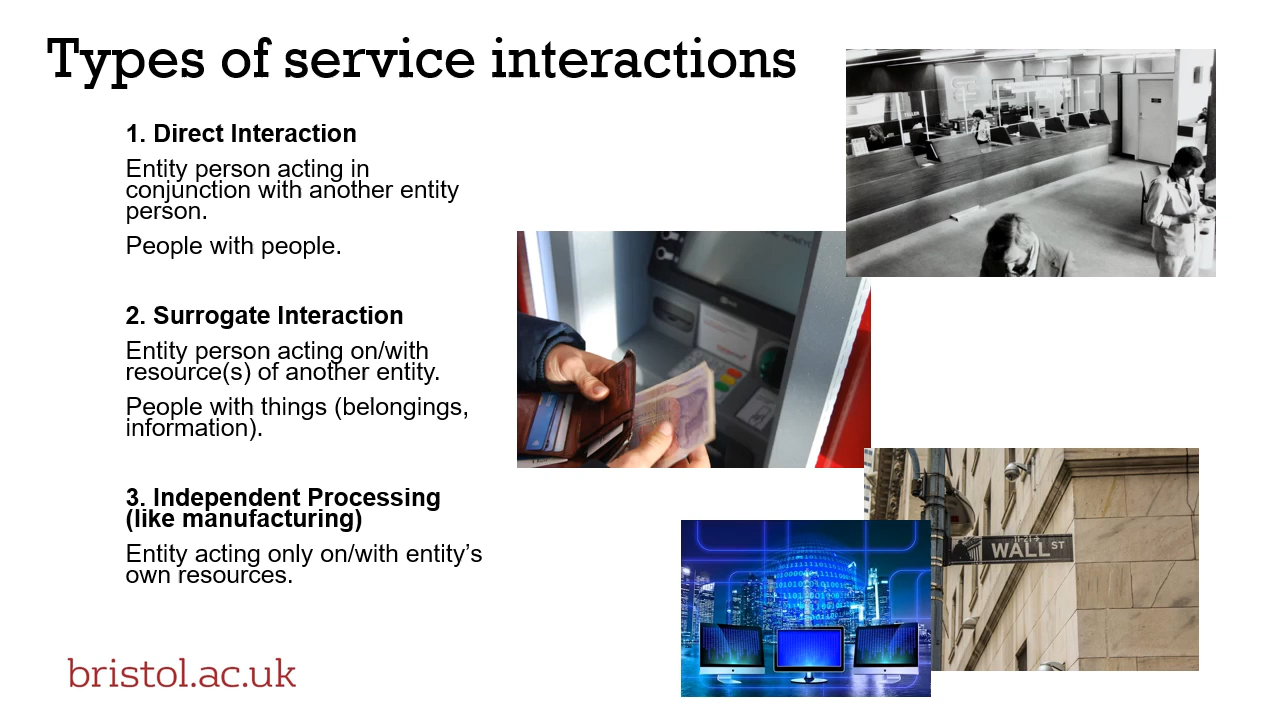 Types of service interactions
1. Direct Interaction
Entity person acting in
conjunction with another entity
person.
People with people.
2. Surrogate Interaction
Entity person acting on/with
resource(s) of another entity.
People with things (belongings,
information).
3. Independent Processing
(like manufacturing)
Entity acting only on/with entity’s
own resources.
WALL ST
bristol.ac.uk